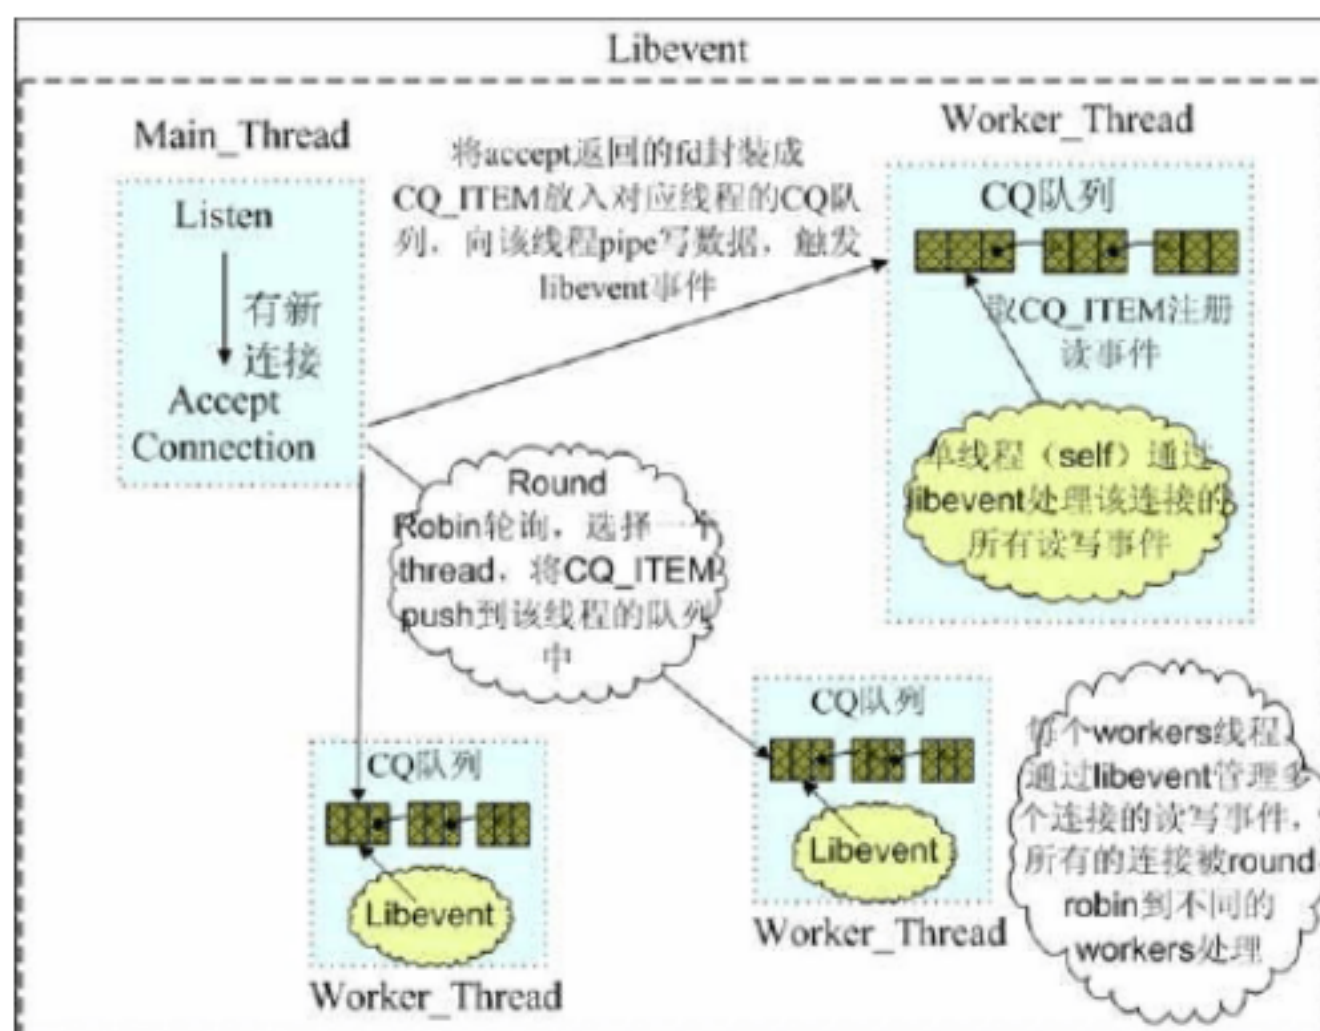 Libevent
Main_Thread
Listen
有新
连接
Accept
Connection
将accept返回的fd封装成
CQ_ITEM放入对应线程的CQ队
列，向该线程pipe写数据，触发
libevent事件
Worker_Thread
CQ队列
取CQ_ITEM注册
读事件
单线程（self）通过
libevent处理该连接的
所有读写事件
Round
Robin轮询，选择一个
thread，将CQ_ITEM
push到该线程的队列
中
CQ队列
Libevent
Worker_Thread
CQ队列
Libevent
Worker_Thread
每个workers线程
通过libevent管理多
个连接的读写事件，
所有的连接被round
robin到不同的
workers处理